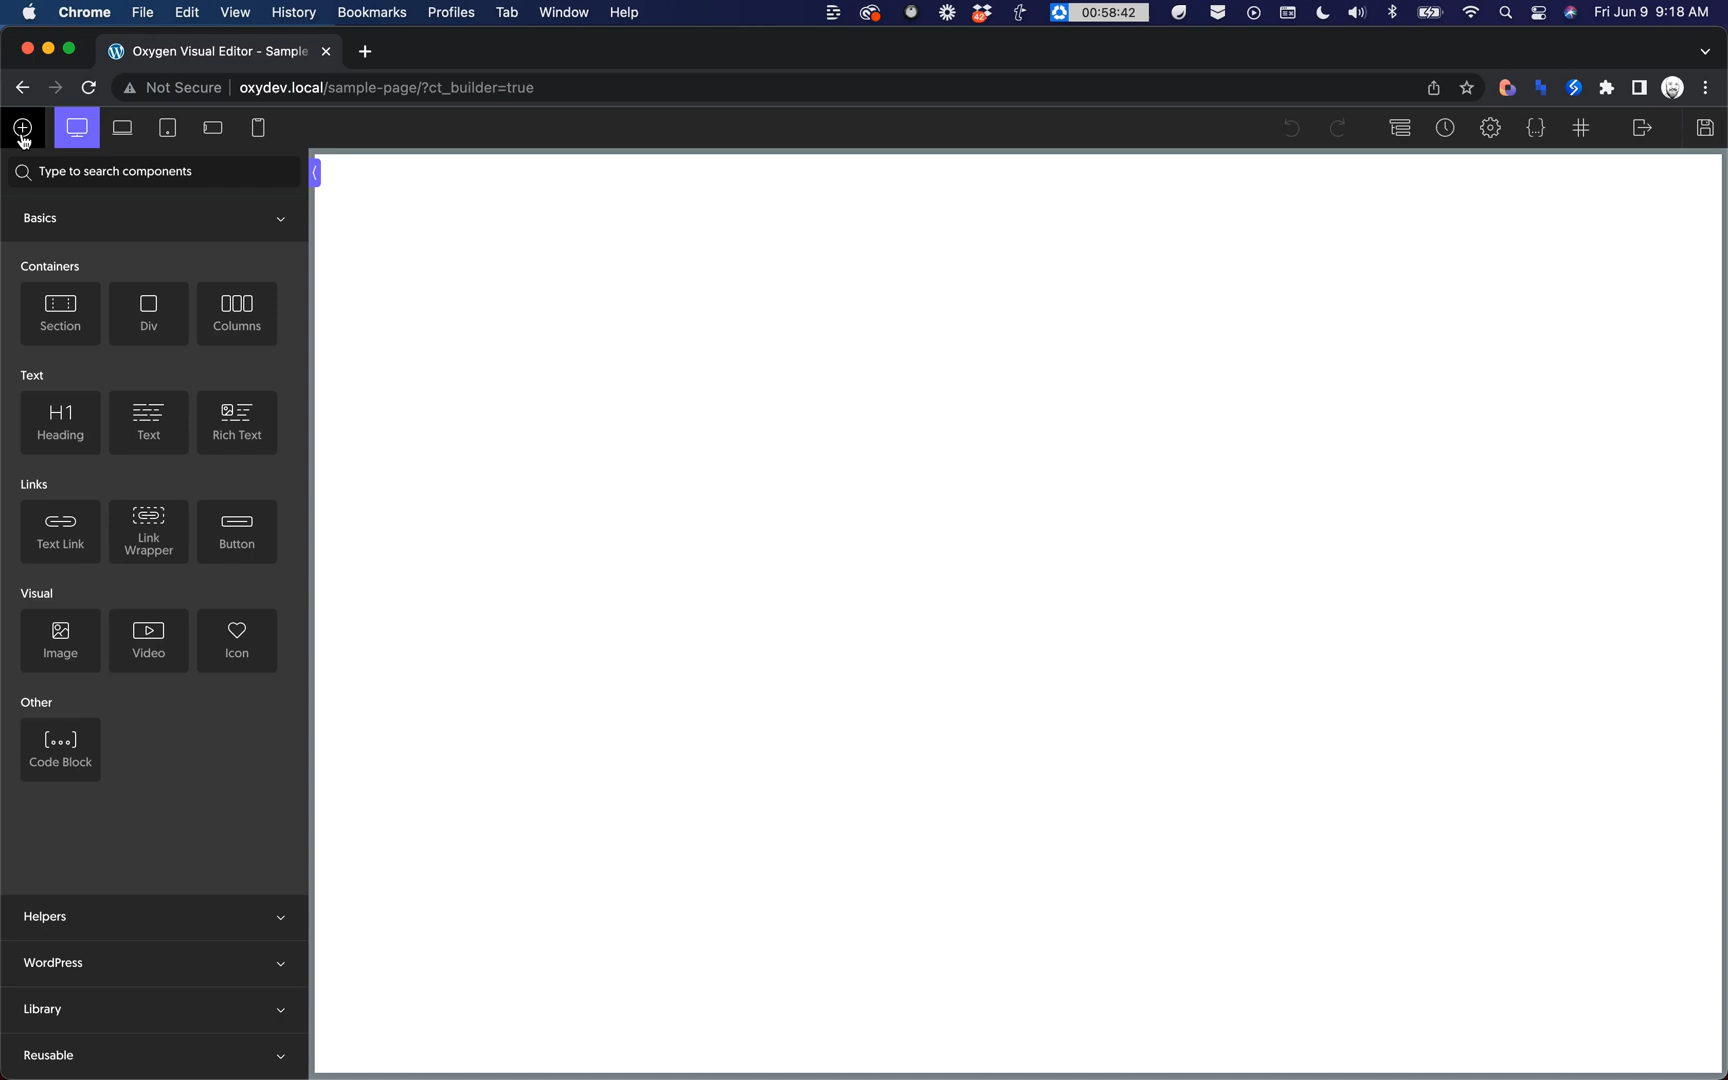 Chrome File Edit View History Bookmarks Profiles Tab Window Help 42 00:58:42 Fri Jun 9 9:18 AM
Oxygen Visual Editor - Sample
Not Secure oxydev.local/sample-page/?ct_builder=true
Type to search components
Basics
Containers
Section Div Columns
Text
H1
Heading Text Rich Text
Links
Text Link Link Wrapper Button
Visual
Image Video Icon
Other
Code Block
Helpers
WordPress
Library
Reusable